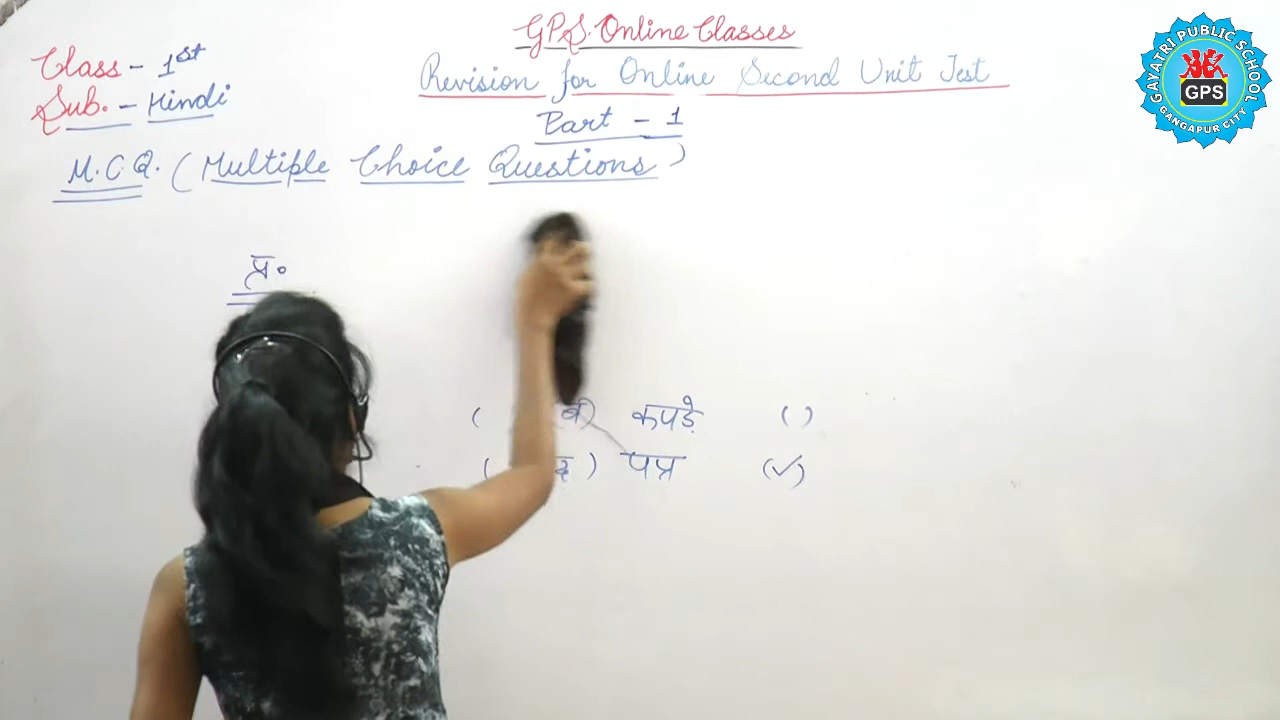 GPS. Online Classes
Class - 1st
Sub. - Hindi
Revision for Online Second Unit Test
Part - 1
M.C.Q. (Multiple Choice Questions)
प्र०
( ब) कपड़े ( )
( ) पत्र (✓)
GAYATRI PUBLIC SCHOOL
GPS
GANGAPUR CITY